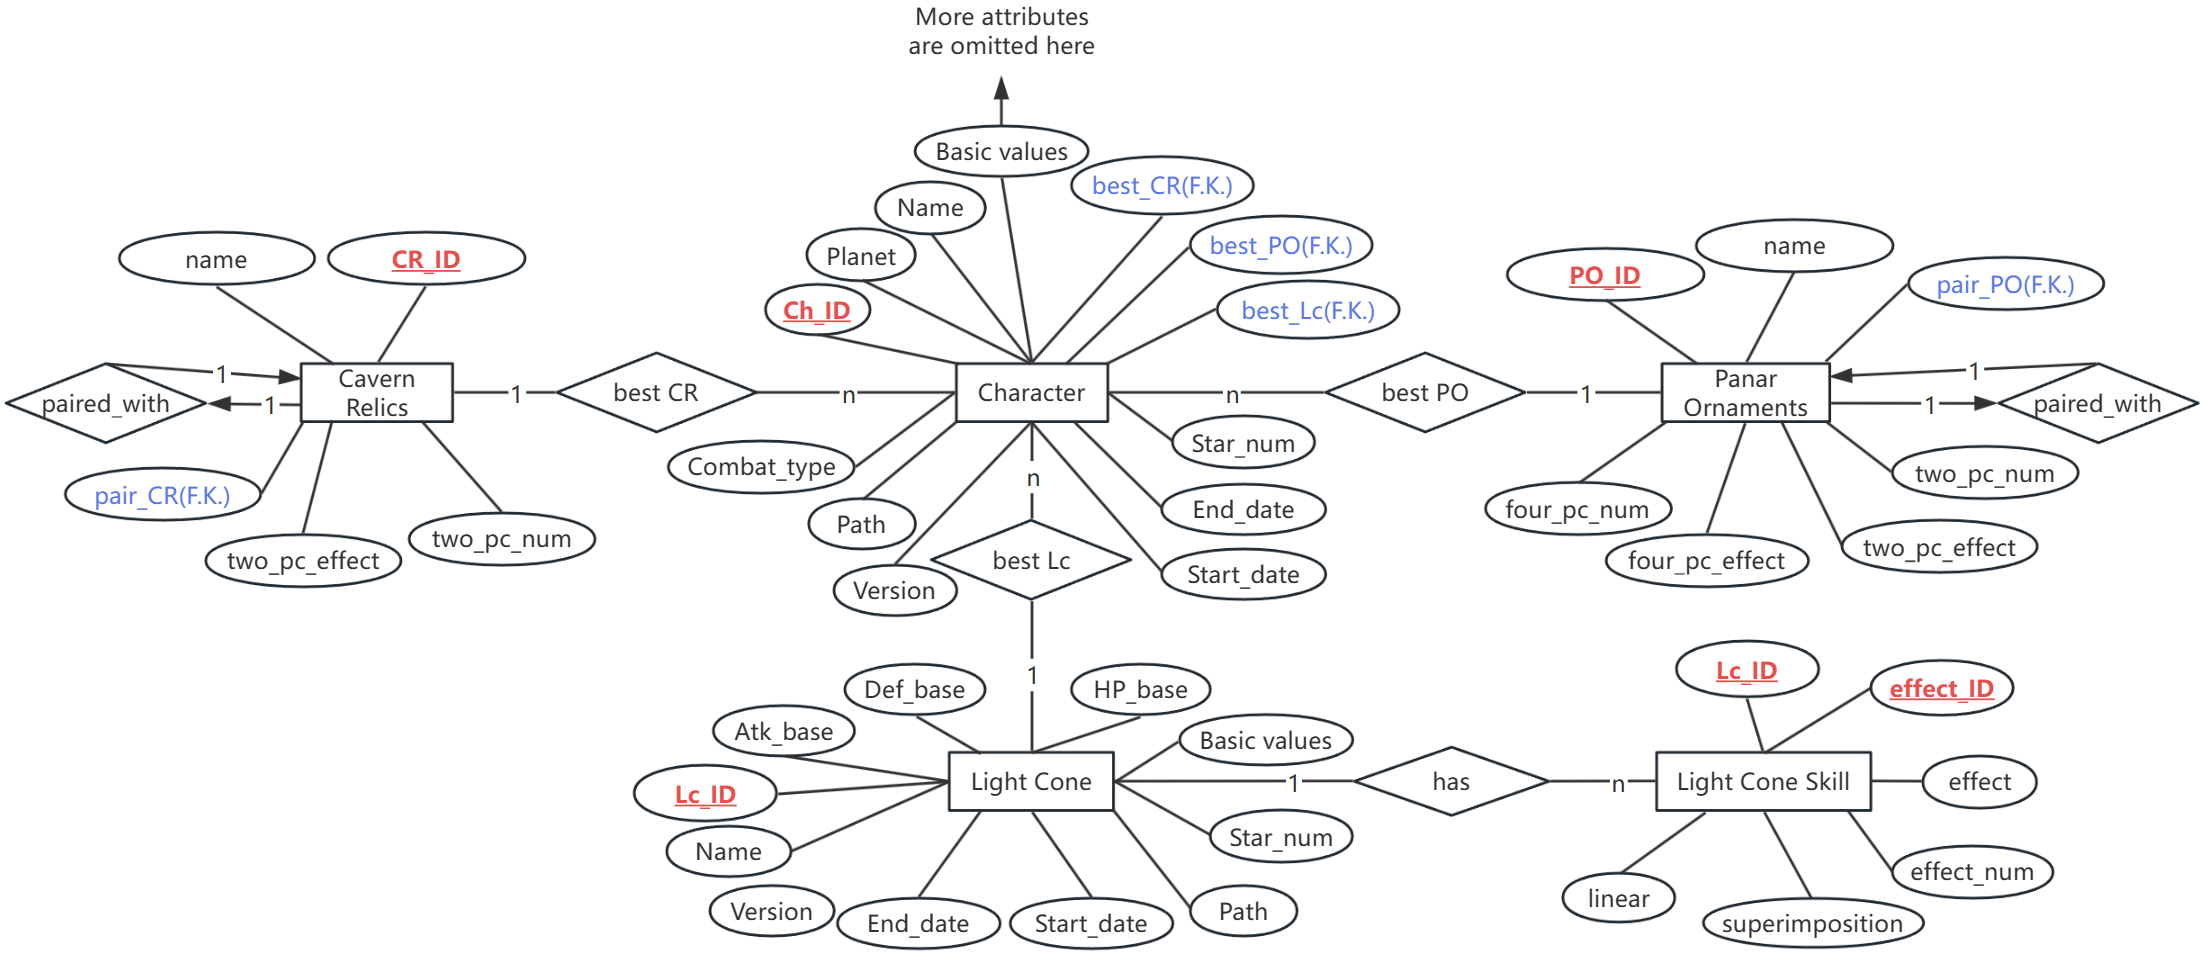 More attributes
are omitted here
Basic values
best_CR(F.K.)
Name
best_PO(F.K.)
Planet
best_Lc(F.K.)
Ch_ID
name
CR_ID
PO_ID
name
pair_PO(F.K.)
1
Cavern
Relics
paired_with
1
1
best CR
n
Character
n
best PO
1
Panar
Ornaments
1
1
paired_with
pair_CR(F.K.)
two_pc_effect
two_pc_num
Combat_type
Path
Version
n
best Lc
1
Star_num
End_date
Start_date
four_pc_num
four_pc_effect
two_pc_effect
two_pc_num
Def_base
HP_base
Atk_base
Basic values
Lc_ID
Light Cone
1
has
n
Light Cone Skill
Lc_ID
effect_ID
effect
Name
Star_num
effect_num
Version
End_date
Start_date
Path
linear
superimposition